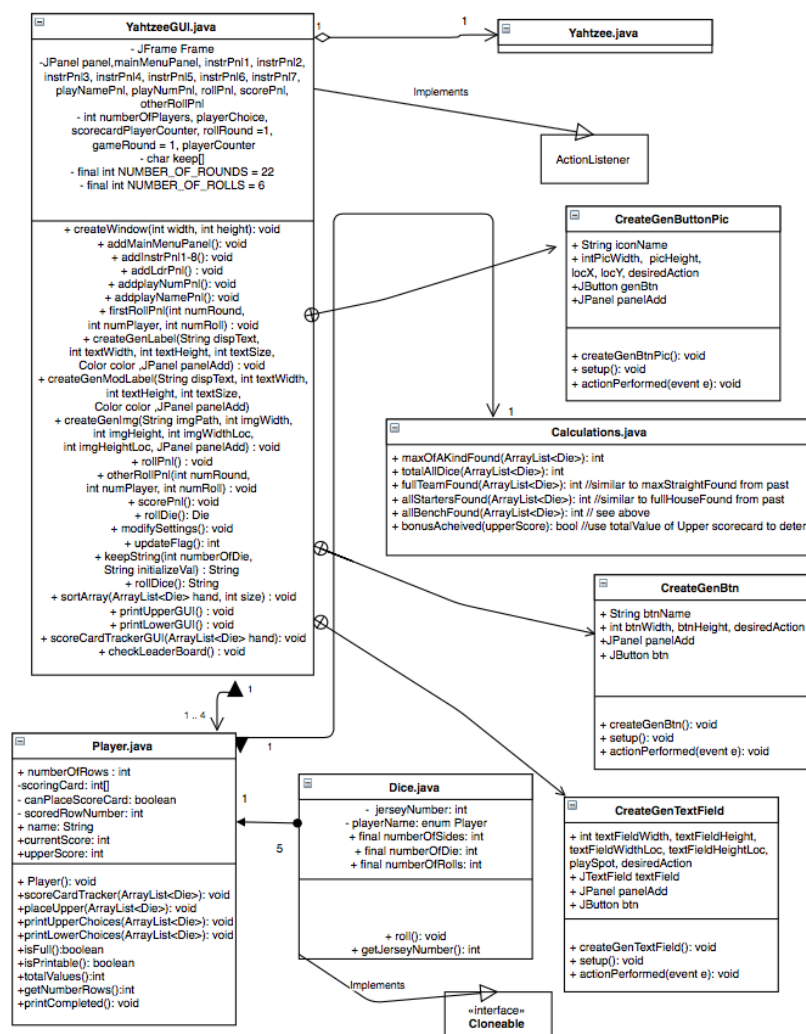 YahtzeeGUI.java
- JFrame Frame
-JPanel panel,mainMenuPanel, instrPnl1, instrPnl2,
instrPnl3, instrPnl4, instrPnl5, instrPnl6, instrPnl7,
playNamePnl, playNumPnl, rollPnl, scorePnl,
otherRollPnl
- int numberOfPlayers, playerChoice,
scorecardPlayerCounter, rollRound =1,
gameRound = 1, playerCounter
- char keep[]
- final int NUMBER_OF_ROUNDS = 22
- final int NUMBER_OF_ROLLS = 6
+ createWindow(int width, int height): void
+ addMainMenuPanel(): void
+ addInstrPnl1-8(): void
+ addLdrPnl() : void
+ addplayNumPnl(): void
+ addplayNamePnl(): void
+ firstRollPnl(int numRound,
int numPlayer, int numRoll) : void
+ createGenLabel(String dispText,
int textWidth, int textHeight, int textSize,
Color color ,JPanel panelAdd) : void
+ createGenModLabel(String dispText, int textWidth,
int textHeight, int textSize,
Color color ,JPanel panelAdd)
+ createGenImg(String imgPath, int imgWidth,
int imgHeight, int imgWidthLoc,
int imgHeightLoc, JPanel panelAdd) : void
+ rollPnl() : void
+ otherRollPnl(int numRound,
int numPlayer, int numRoll) : void
+ scorePnl(): void
+ rollDie(): Die
+ modifySettings(): void
+ updateFlag(): int
+ keepString(int numberOfDie,
String initializeVal) : String
+ rollDice(): String
+ sortArray(ArrayList<Die> hand, int size) : void
+ printUpperGUI() : void
+ printLowerGUI() : void
+ scoreCardTrackerGUI(ArrayList<Die> hand): void
+ checkLeaderBoard() : void
1
1
Yahtzee.java
Implements
ActionListener
CreateGenButtonPic
+ String iconName
+ intPicWidth, picHeight,
locX, locY, desiredAction
+JButton genBtn
+JPanel panelAdd
+ createGenBtnPic(): void
+ setup(): void
+ actionPerformed(event e): void
1
Calculations.java
+ maxOfAKindFound(ArrayList<Die>): int
+ totalAllDice(ArrayList<Die>): int
+ fullTeamFound(ArrayList<Die>): int //similar to maxStraightFound from past
+ allStartersFound(ArrayList<Die>): int //similar to fullHouseFound from past
+ allBenchFound(ArrayList<Die>): int // see above
+ bonusAcheived(upperScore): bool //use totalValue of Upper scorecard to deter
CreateGenBtn
+ String btnName
+ int btnWidth, btnHeight, desiredAction
+JPanel panelAdd
+ JButton btn
+ createGenBtn(): void
+ setup(): void
+ actionPerformed(event e): void
1
1 .. 4
1
Player.java
+ numberOfRows : int
-scoringCard: int[]
- canPlaceScoreCard: boolean
- scoredRowNumber: int
+ name: String
+currentScore: int
+upperScore: int
+ Player(): void
+scoreCardTracker(ArrayList<Die>): void
+placeUpper(ArrayList<Die>): void
+printUpperChoices(ArrayList<Die>): void
+printLowerChoices(ArrayList<Die>): void
+isFull():boolean
+isPrintable(): boolean
+totalValues():int
+getNumberRows():int
+printCompleted(): void
1
5
Dice.java
- jerseyNumber: int
- playerName: enum Player
+ final numberOfSides: int
+ final numberOfDie: int
+ final numberOfRolls: int
+ roll(): void
+ getJerseyNumber(): int
Implements
«interface»
Cloneable
CreateGenTextField
+ int textFieldWidth, textFieldHeight,
textFieldWidthLoc, textFieldHeightLoc,
playSpot, desiredAction
+ JTextField textField
+ JPanel panelAdd
+ JButton btn
+ createGenTextField(): void
+ setup(): void
+ actionPerformed(event e): void